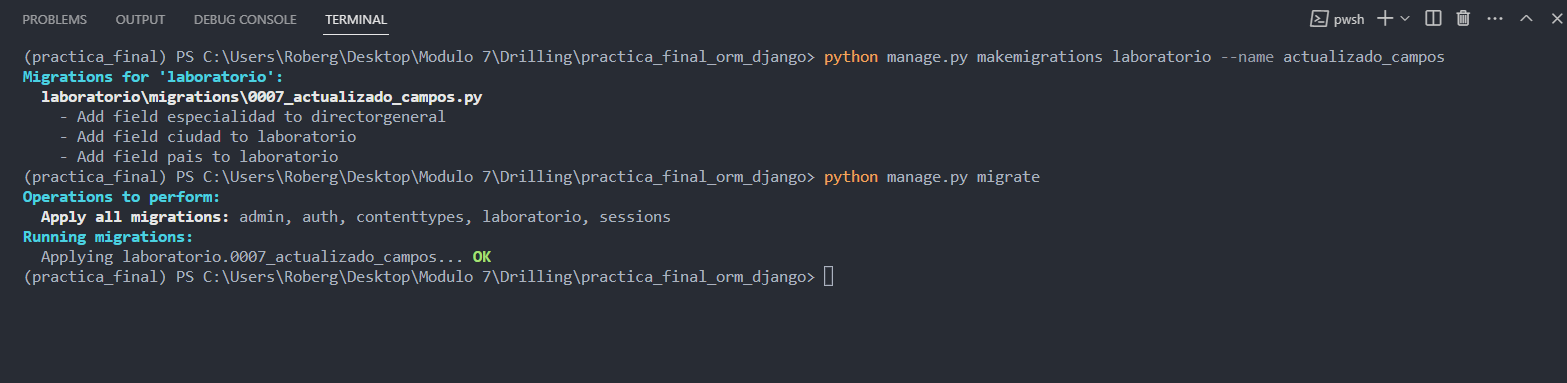 PROBLEMS OUTPUT DEBUG CONSOLE TERMINAL pwsh
(practica_final) PS C:\Users\Roberg\Desktop\Modulo 7\Drilling\practica_final_orm_django> python manage.py makemigrations laboratorio --name actualizado_campos
Migrations for 'laboratorio':
  laboratorio\migrations\0007_actualizado_campos.py
    - Add field especialidad to directorgeneral
    - Add field ciudad to laboratorio
    - Add field pais to laboratorio
(practica_final) PS C:\Users\Roberg\Desktop\Modulo 7\Drilling\practica_final_orm_django> python manage.py migrate
Operations to perform:
  Apply all migrations: admin, auth, contenttypes, laboratorio, sessions
Running migrations:
  Applying laboratorio.0007_actualizado_campos... OK
(practica_final) PS C:\Users\Roberg\Desktop\Modulo 7\Drilling\practica_final_orm_django>